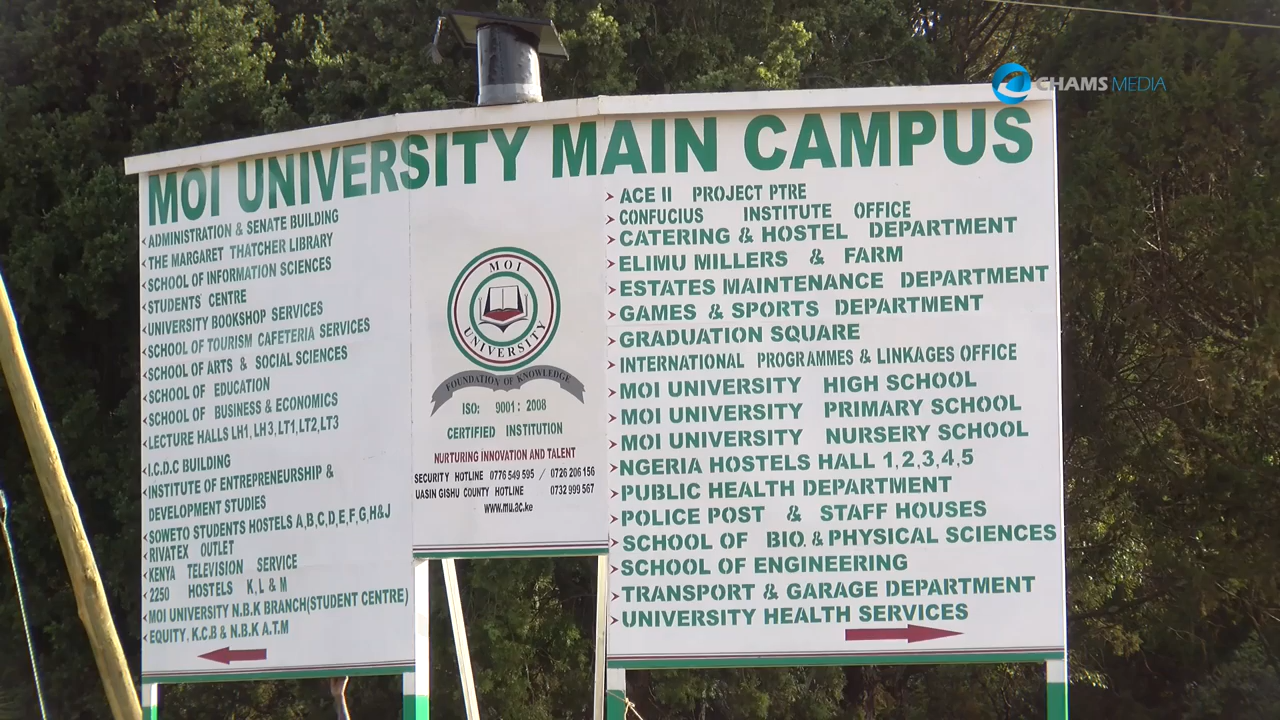 CHAMS MEDIA
MOI UNIVERSITY MAIN CAMPUS
ADMINISTRATION & SENATE BUILDING
THE MARGARET THATCHER LIBRARY
SCHOOL OF INFORMATION SCIENCES
STUDENTS CENTRE
UNIVERSITY BOOKSHOP SERVICES
SCHOOL OF TOURISM CAFETERIA SERVICES
SCHOOL OF ARTS & SOCIAL SCIENCES
SCHOOL OF EDUCATION
SCHOOL OF BUSINESS & ECONOMICS
LECTURE HALLS LH1, LH3, LT1, LT2, LT3
I.C.D.C BUILDING
INSTITUTE OF ENTREPRENEURSHIP &
DEVELOPMENT STUDIES
SOWETO STUDENTS HOSTELS A,B,C,D,E,F,G,H&J
RIVATEX OUTLET
KENYA TELEVISION SERVICE
2250 HOSTELS K, L & M
MOI UNIVERSITY N.B.K BRANCH(STUDENT CENTRE)
EQUITY. K.C.B & N.B.K A.T.M
MOI
UNIVERSITY
FOUNDATION OF KNOWLEDGE
ISO: 9001: 2008
CERTIFIED INSTITUTION
NURTURING INNOVATION AND TALENT
SECURITY HOTLINE 0776 549 595 / 0726 206 156
UASIN GISHU COUNTY HOTLINE 0732 999 567
www.mu.ac.ke
ACE II PROJECT PTRE
CONFUCIUS INSTITUTE OFFICE
CATERING & HOSTEL DEPARTMENT
ELIMU MILLERS & FARM
ESTATES MAINTENANCE DEPARTMENT
GAMES & SPORTS DEPARTMENT
GRADUATION SQUARE
INTERNATIONAL PROGRAMMES & LINKAGES OFFICE
MOI UNIVERSITY HIGH SCHOOL
MOI UNIVERSITY PRIMARY SCHOOL
MOI UNIVERSITY NURSERY SCHOOL
NGERIA HOSTELS HALL 1,2,3,4,5
PUBLIC HEALTH DEPARTMENT
POLICE POST & STAFF HOUSES
SCHOOL OF BIO. & PHYSICAL SCIENCES
SCHOOL OF ENGINEERING
TRANSPORT & GARAGE DEPARTMENT
UNIVERSITY HEALTH SERVICES